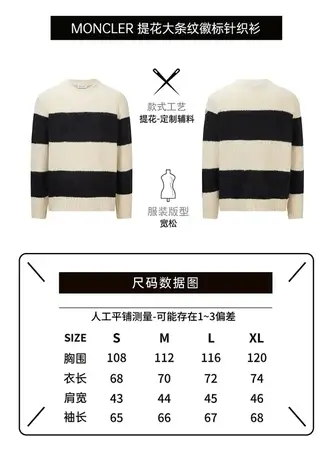 MONCLER 提花大条纹徽标针织衫
款式工艺
提花-定制辅料
服装版型
宽松
尺码数据图
人工平铺测量-可能存在1~3偏差
SIZE S M L XL
胸围 108 112 116 120
衣长 68 70 72 74
肩宽 43 44 45 46
袖长 65 66 67 68